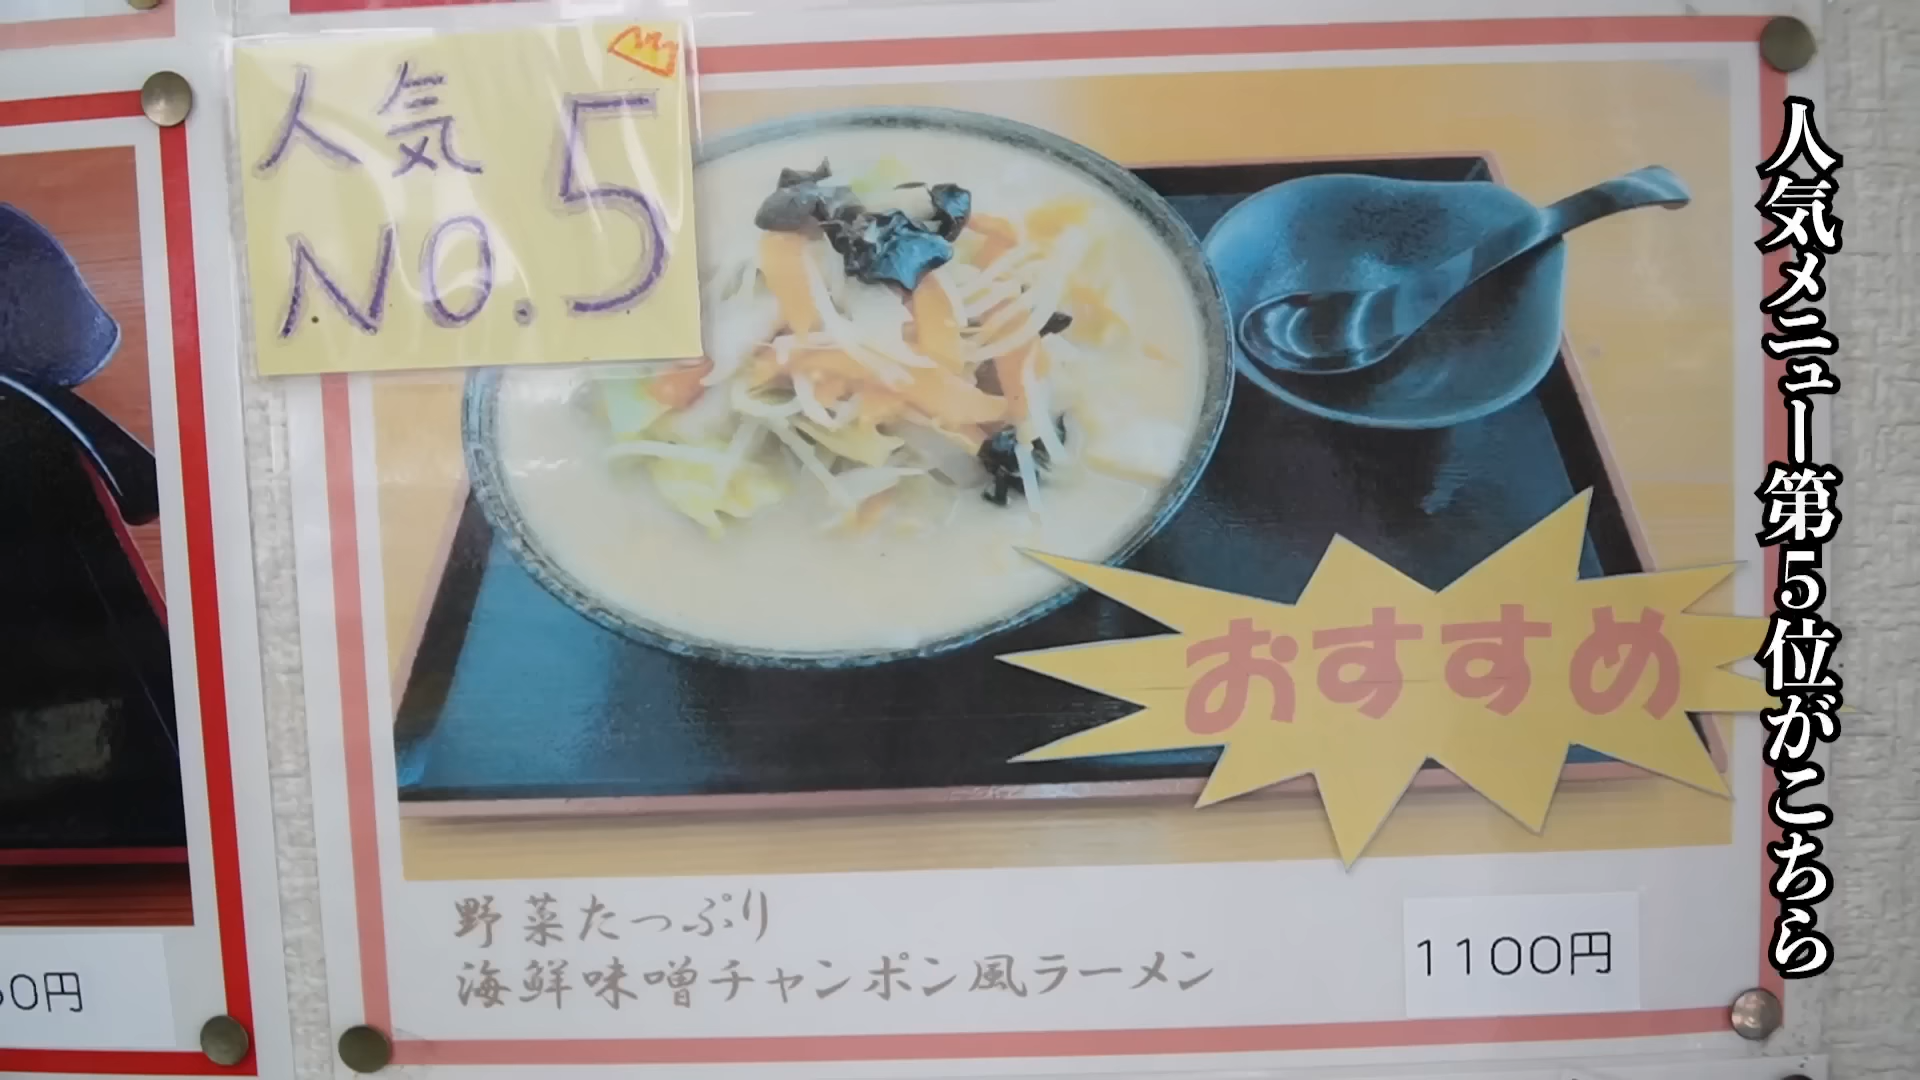 人気
NO.5
人気メニュー第5位がこちら
おすすめ
野菜たっぷり
海鮮味噌チャンポン風ラーメン
1100円
0円